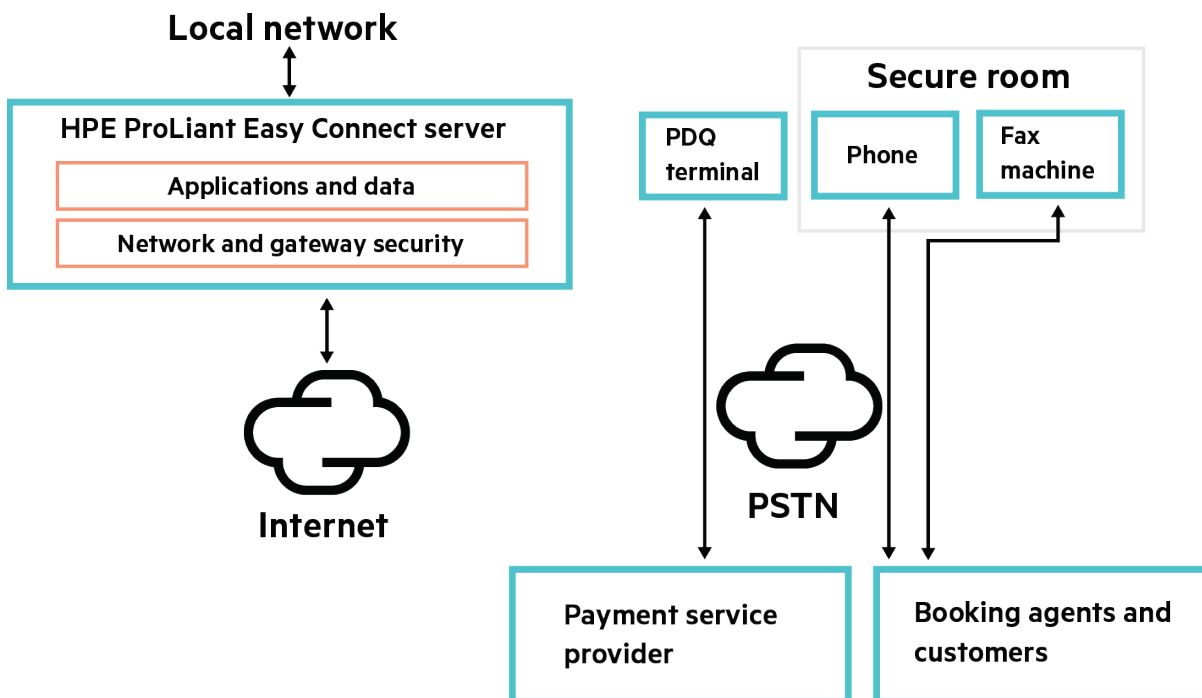 Local network
HPE ProLiant Easy Connect server
Applications and data
Network and gateway security
Internet
Secure room
PDQ
terminal
Phone
Fax
machine
PSTN
Payment service
provider
Booking agents and
customers